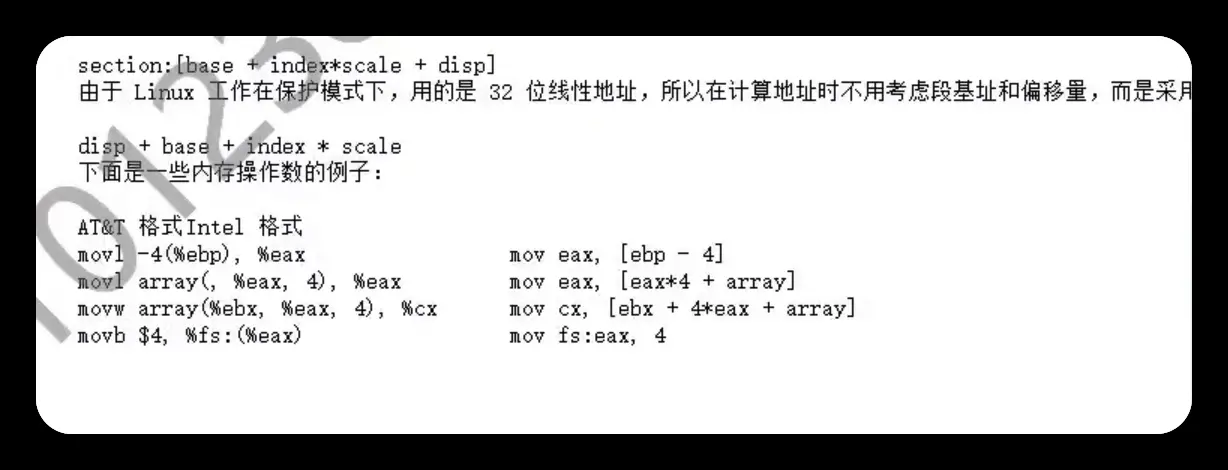 section:[base + index*scale + disp]
由于 Linux 工作在保护模式下，用的是 32 位线性地址，所以在计算地址时不用考虑段基址和偏移量，而是采用
disp + base + index * scale
下面是一些内存操作数的例子：
AT&T 格式Intel 格式
movl -4(%ebp), %eax mov eax, [ebp - 4]
movl array(, %eax, 4), %eax mov eax, [eax*4 + array]
movw array(%ebx, %eax, 4), %cx mov cx, [ebx + 4*eax + array]
movb $4, %fs:(%eax) mov fs:eax, 4